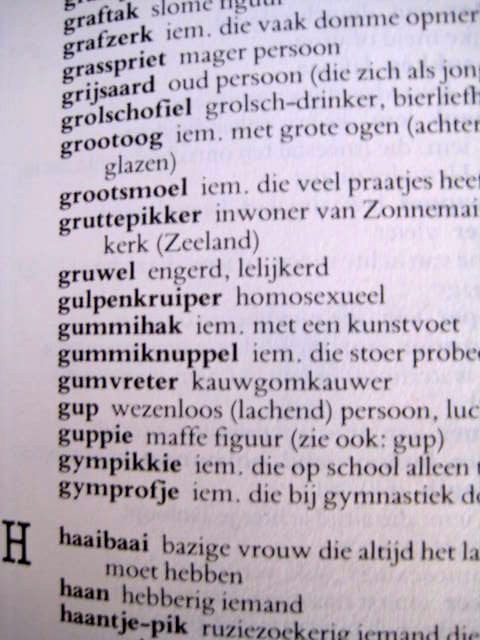 graftak slome figuur
grafzerk iem. die vaak domme opmer
grasspriet mager persoon
grijsaard oud persoon (die zich als jon
grolschofiel grolsch-drinker, bierliefh
grootoog iem. met grote ogen (achter
glazen)
grootsmoel iem. die veel praatjes heef
gruttepikker inwoner van Zonnemai
kerk (Zeeland)
gruwel engerd, lelijkerd
gulpenkruiper homosexueel
gummihak iem. met een kunstvoet
gummiknuppel iem. die stoer probe
gumvreter kauwgomkauwer
gup wezenloos (lachend) persoon, luc
guppie maffe figuur (zie ook: gup)
gympikkie iem. die op school alleen
gymprofje iem. die bij gymnastiek de
H
haaibaai bazige vrouw die altijd het la
moet hebben
haan hebberig iemand
haantje-pik ruziezoekerig iemand die